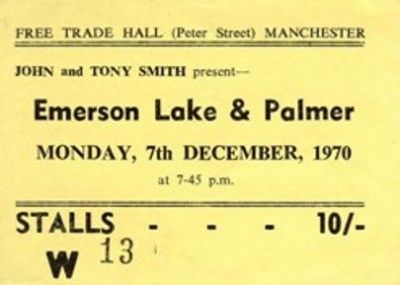 FREE TRADE HALL (Peter Street) MANCHESTER
JOHN and TONY SMITH present—
Emerson Lake & Palmer
MONDAY, 7th DECEMBER, 1970
at 7-45 p.m.
STALLS - - - 10/-
W 13